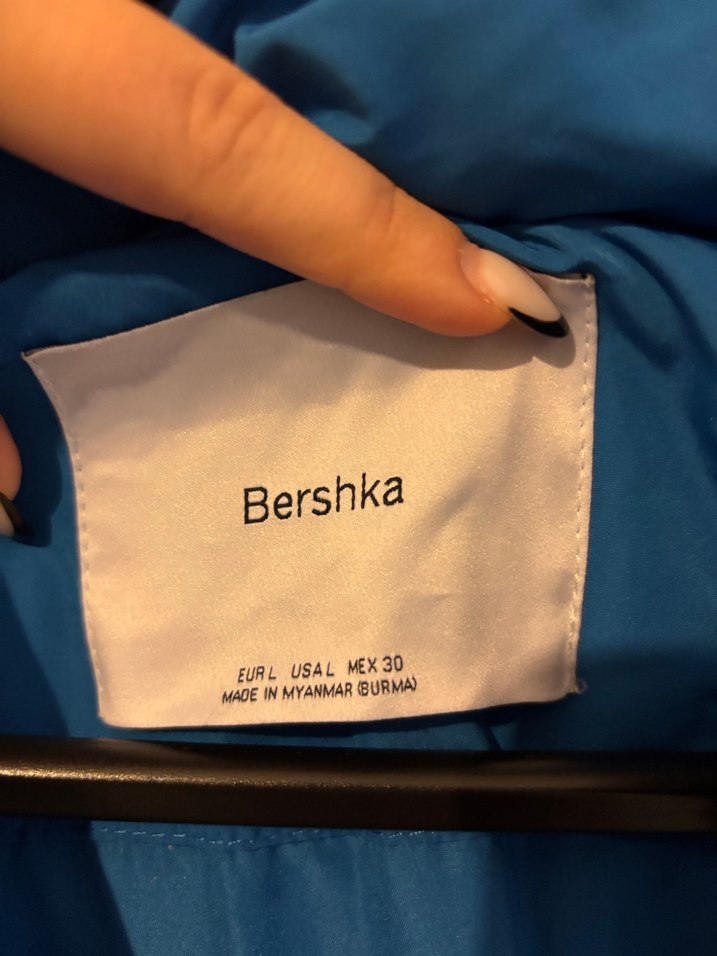 Bershka
EUR L USA L MEX 30
MADE IN MYANMAR (BURMA)